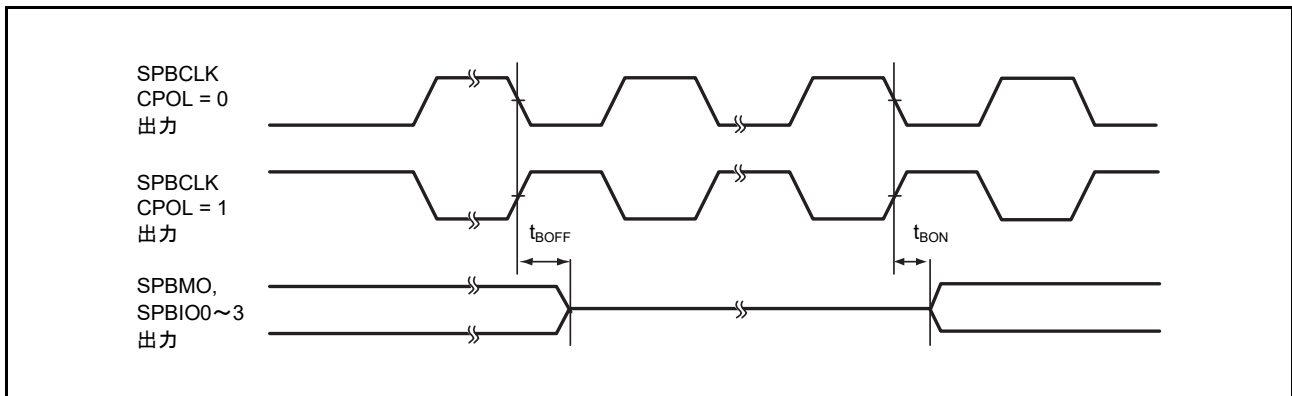 SPBCLK
CPOL = 0
出力
SPBCLK
CPOL = 1
出力
tBOFF
tBON
SPBMO,
SPBIO0～3
出力